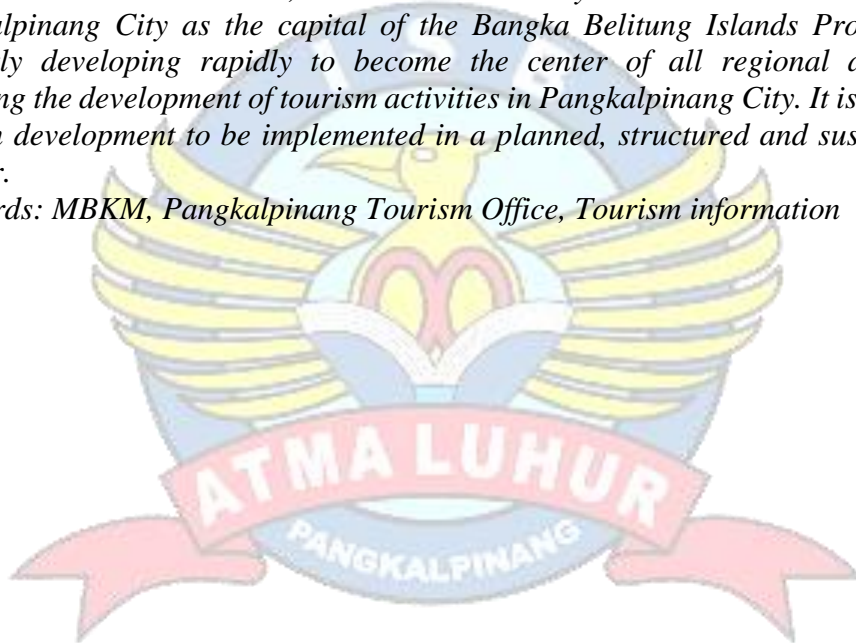 alpinang City as the capital of the Bangka Belitung Islands Pro
ly developing rapidly to become the center of all regional a
ng the development of tourism activities in Pangkalpinang City. It is
n development to be implemented in a planned, structured and sus
r.
rds: MBKM, Pangkalpinang Tourism Office, Tourism information
I S B
ATMA LUHUR
PANGKALPINANG